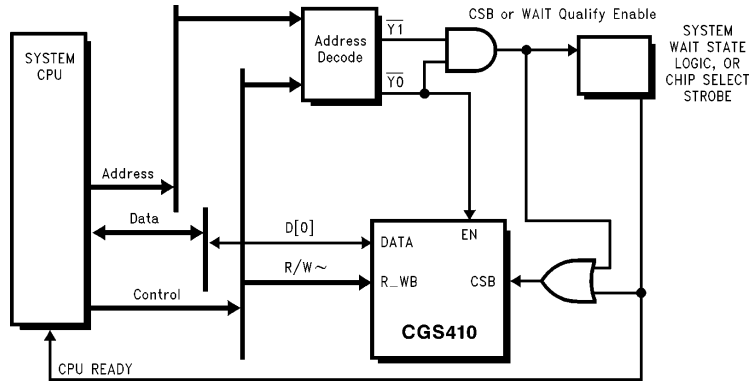 CSB or WAIT Qualify Enable
SYSTEM
CPU
Address
Decode
Y1
Y0
SYSTEM
WAIT STATE
LOGIC, OR
CHIP SELECT
STROBE
Address
Data
D[0]
DATA
EN
R/W~
R_WB
CSB
Control
CGS410
CPU READY